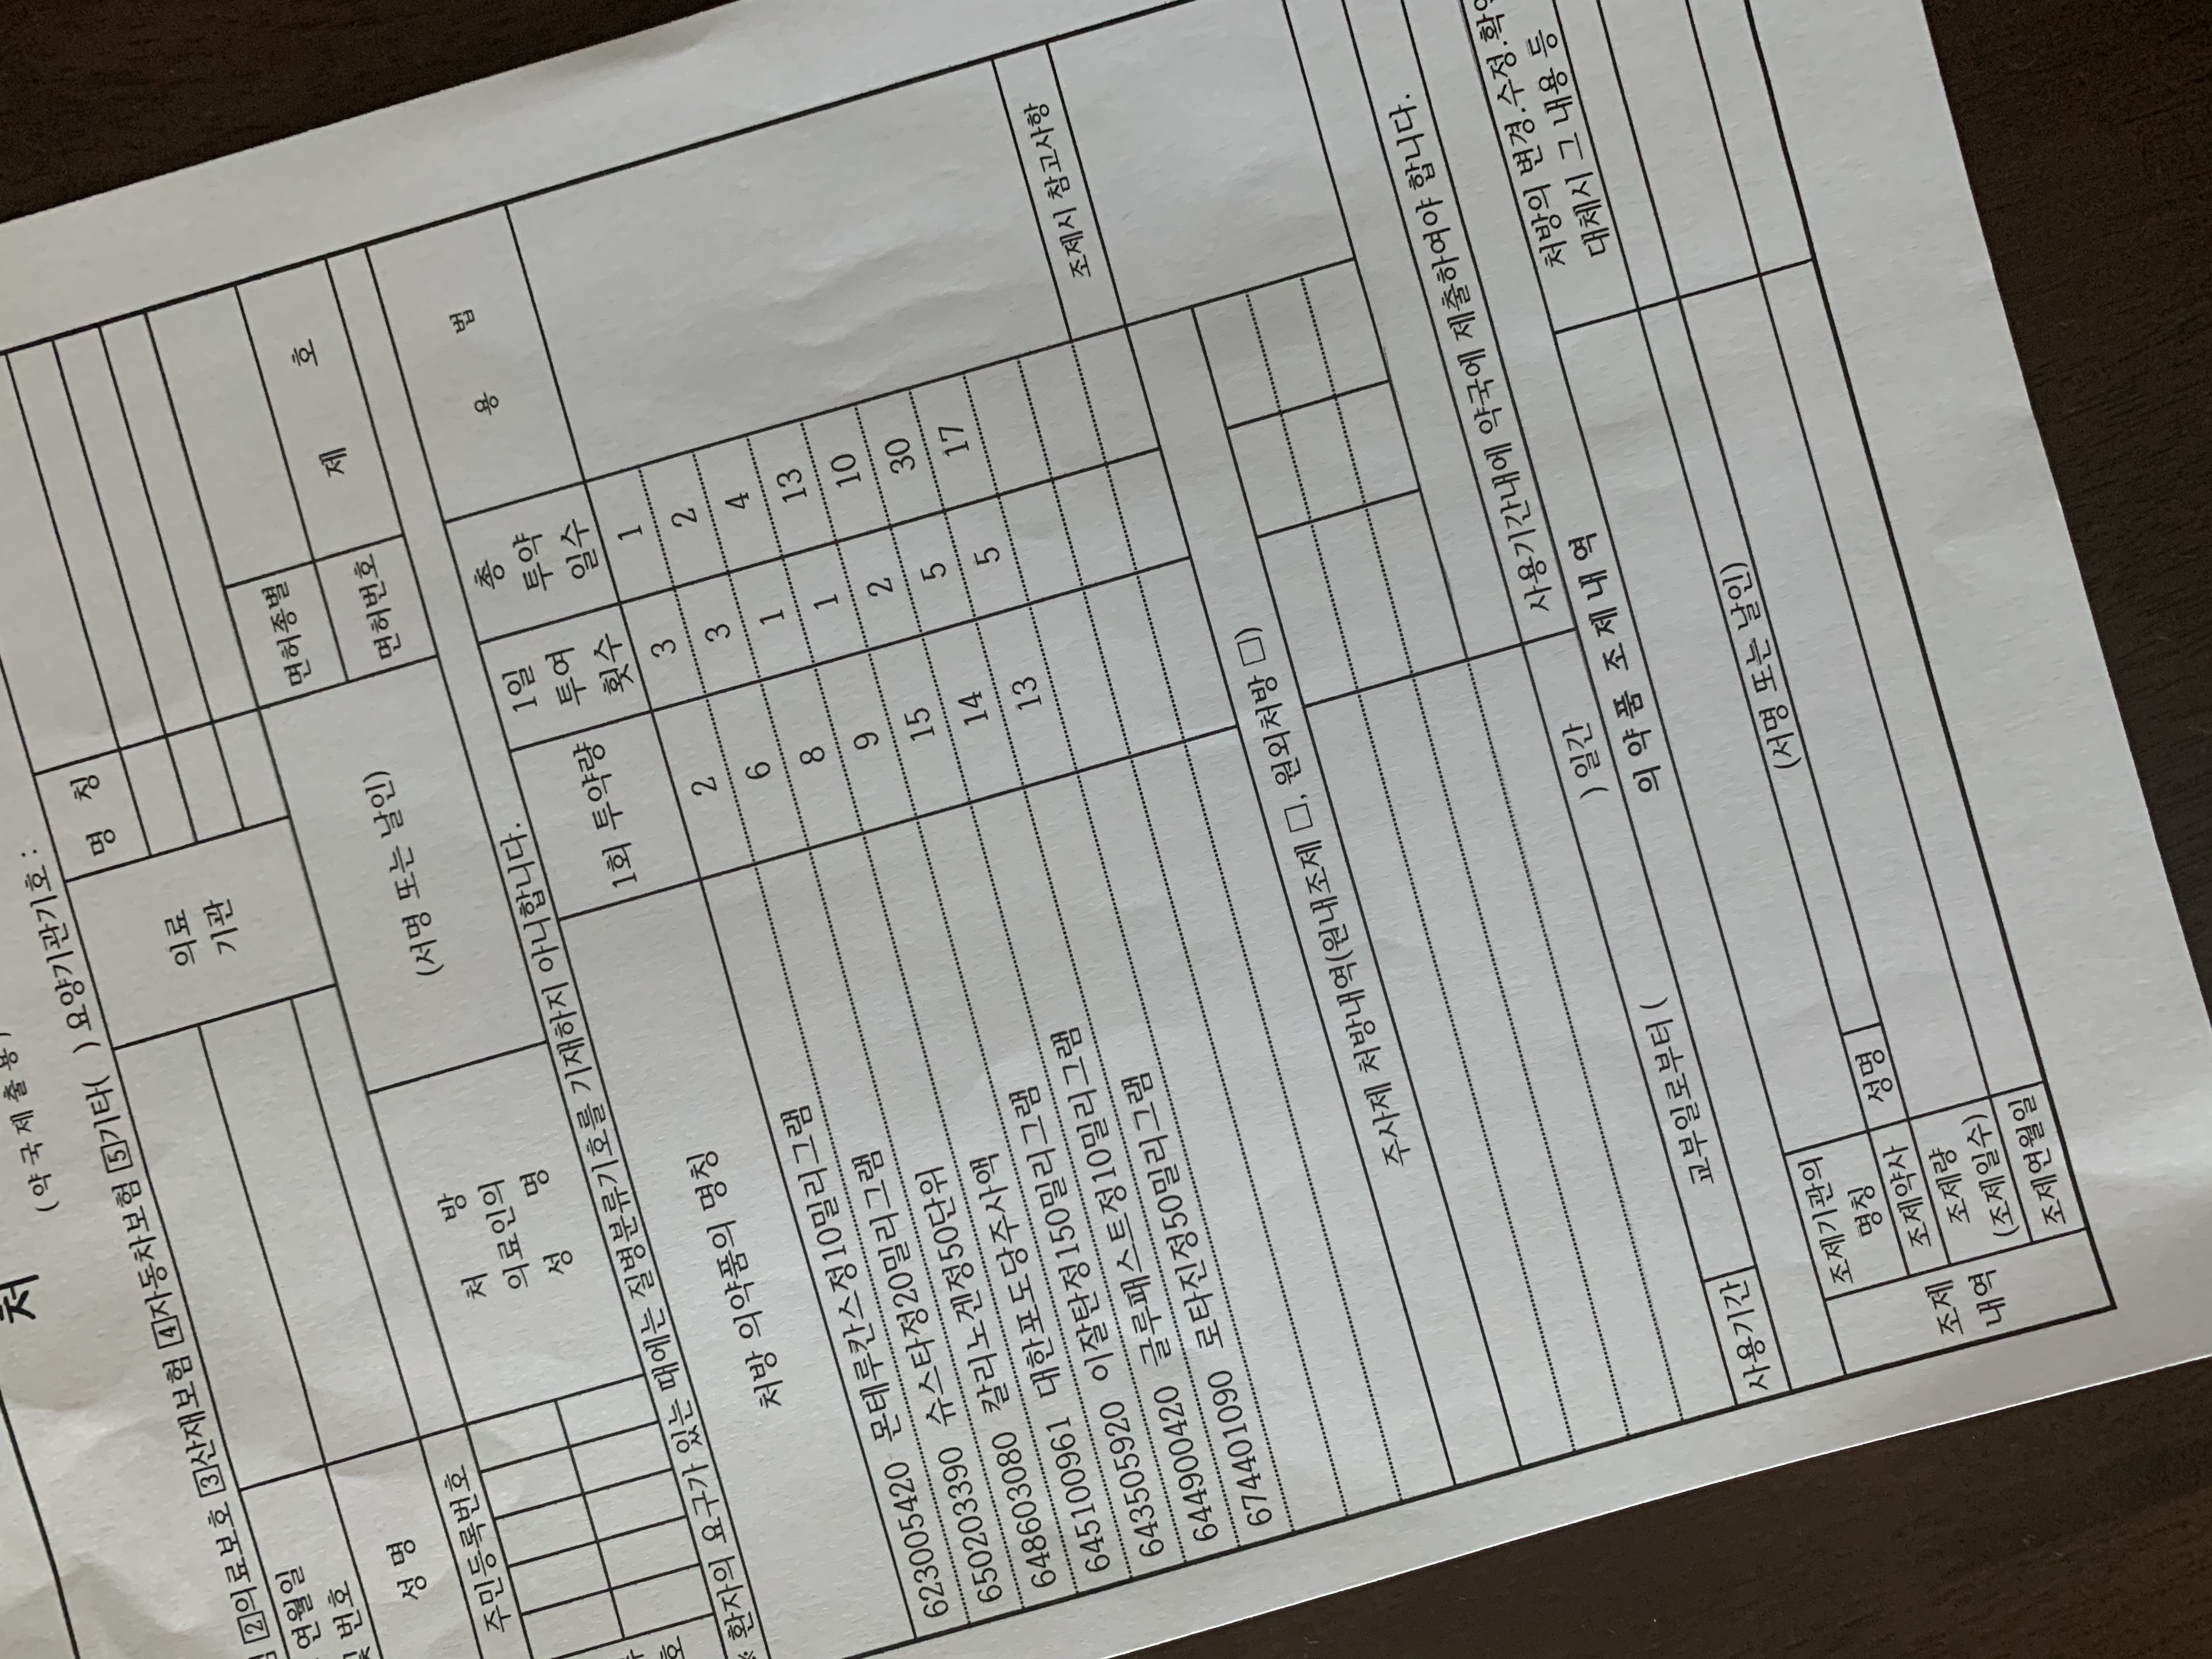 처
(약국제출용)
2의료보호 3산재보험 4자동차보험 5기타( ) 요양기관기호 :
연월일
번호
의료
기관
명 칭
성 명
주민등록번호
처 방
의료인의
성 명
(서명 또는 날인)
면허종별
면허번호
제 호
호
※ 환자의 요구가 있는 때에는 질병분류기호를 기재하지 아니합니다.
처방 의약품의 명칭
1회 투약량
1일
투여
횟수
총
투약
일수
용 법
623005420 몬테루칸스정10밀리그램 2 3 1
650203390 슈스타정20밀리그램 6 3 2
648603080 칼리노겐정50단위 8 1 4
645100961 대한포도당주사액 9 1 13
643505920 이잘탄정150밀리그램 15 2 10
644900420 글루패스트정10밀리그램 14 5 30
674401090 로타진정50밀리그램 13 5 17
조제시 참고사항
주사제 처방내역(원내조제 □, 원외처방 □)
사용기간
교부일로부터 ( ) 일간
사용기간내에 약국에 제출하여야 합니다.
의 약 품 조 제 내 역
처방의 변경.수정.확
대체시 그 내용 등
조제
내역
조제기관의
명칭
조제약사
성명
(서명 또는 날인)
조제량
(조제일수)
조제연월일